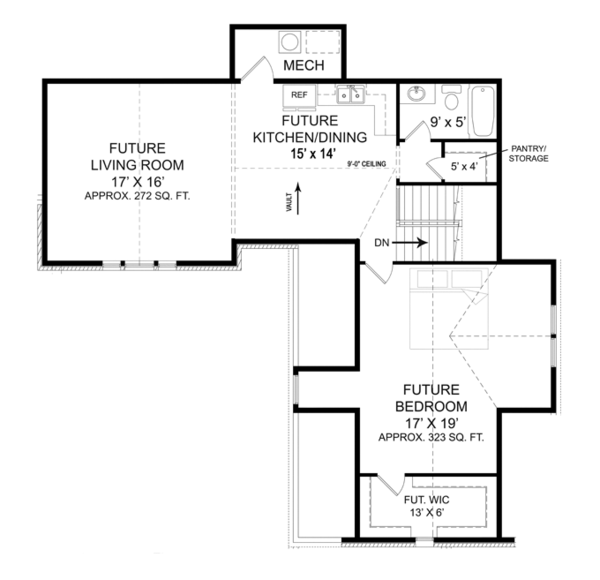 MECH
REF
FUTURE
KITCHEN/DINING
15' X 14'
9'-0" CEILING
VAULT
FUTURE
LIVING ROOM
17' X 16'
APPROX. 272 SQ. FT.
9' x 5'
5' x 4'
PANTRY/
STORAGE
DN
FUTURE
BEDROOM
17' X 19'
APPROX. 323 SQ. FT.
FUT. WIC
13' X 6'